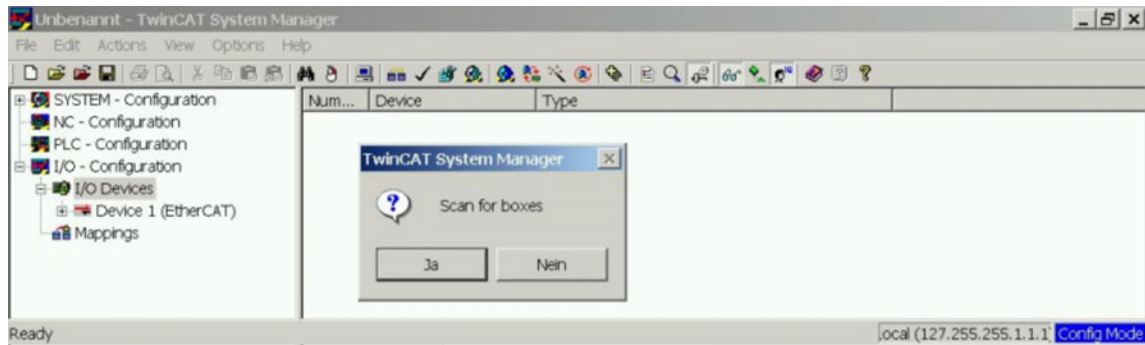 Unbenannt - TwinCAT System Manager
File Edit Actions View Options Help
SYSTEM - Configuration
NC - Configuration
PLC - Configuration
I/O - Configuration
I/O Devices
Device 1 (EtherCAT)
Mappings
Num... Device Type
TwinCAT System Manager
Scan for boxes
Ja Nein
Ready
.ocal (127.255.255.1.1.1) Config Mode